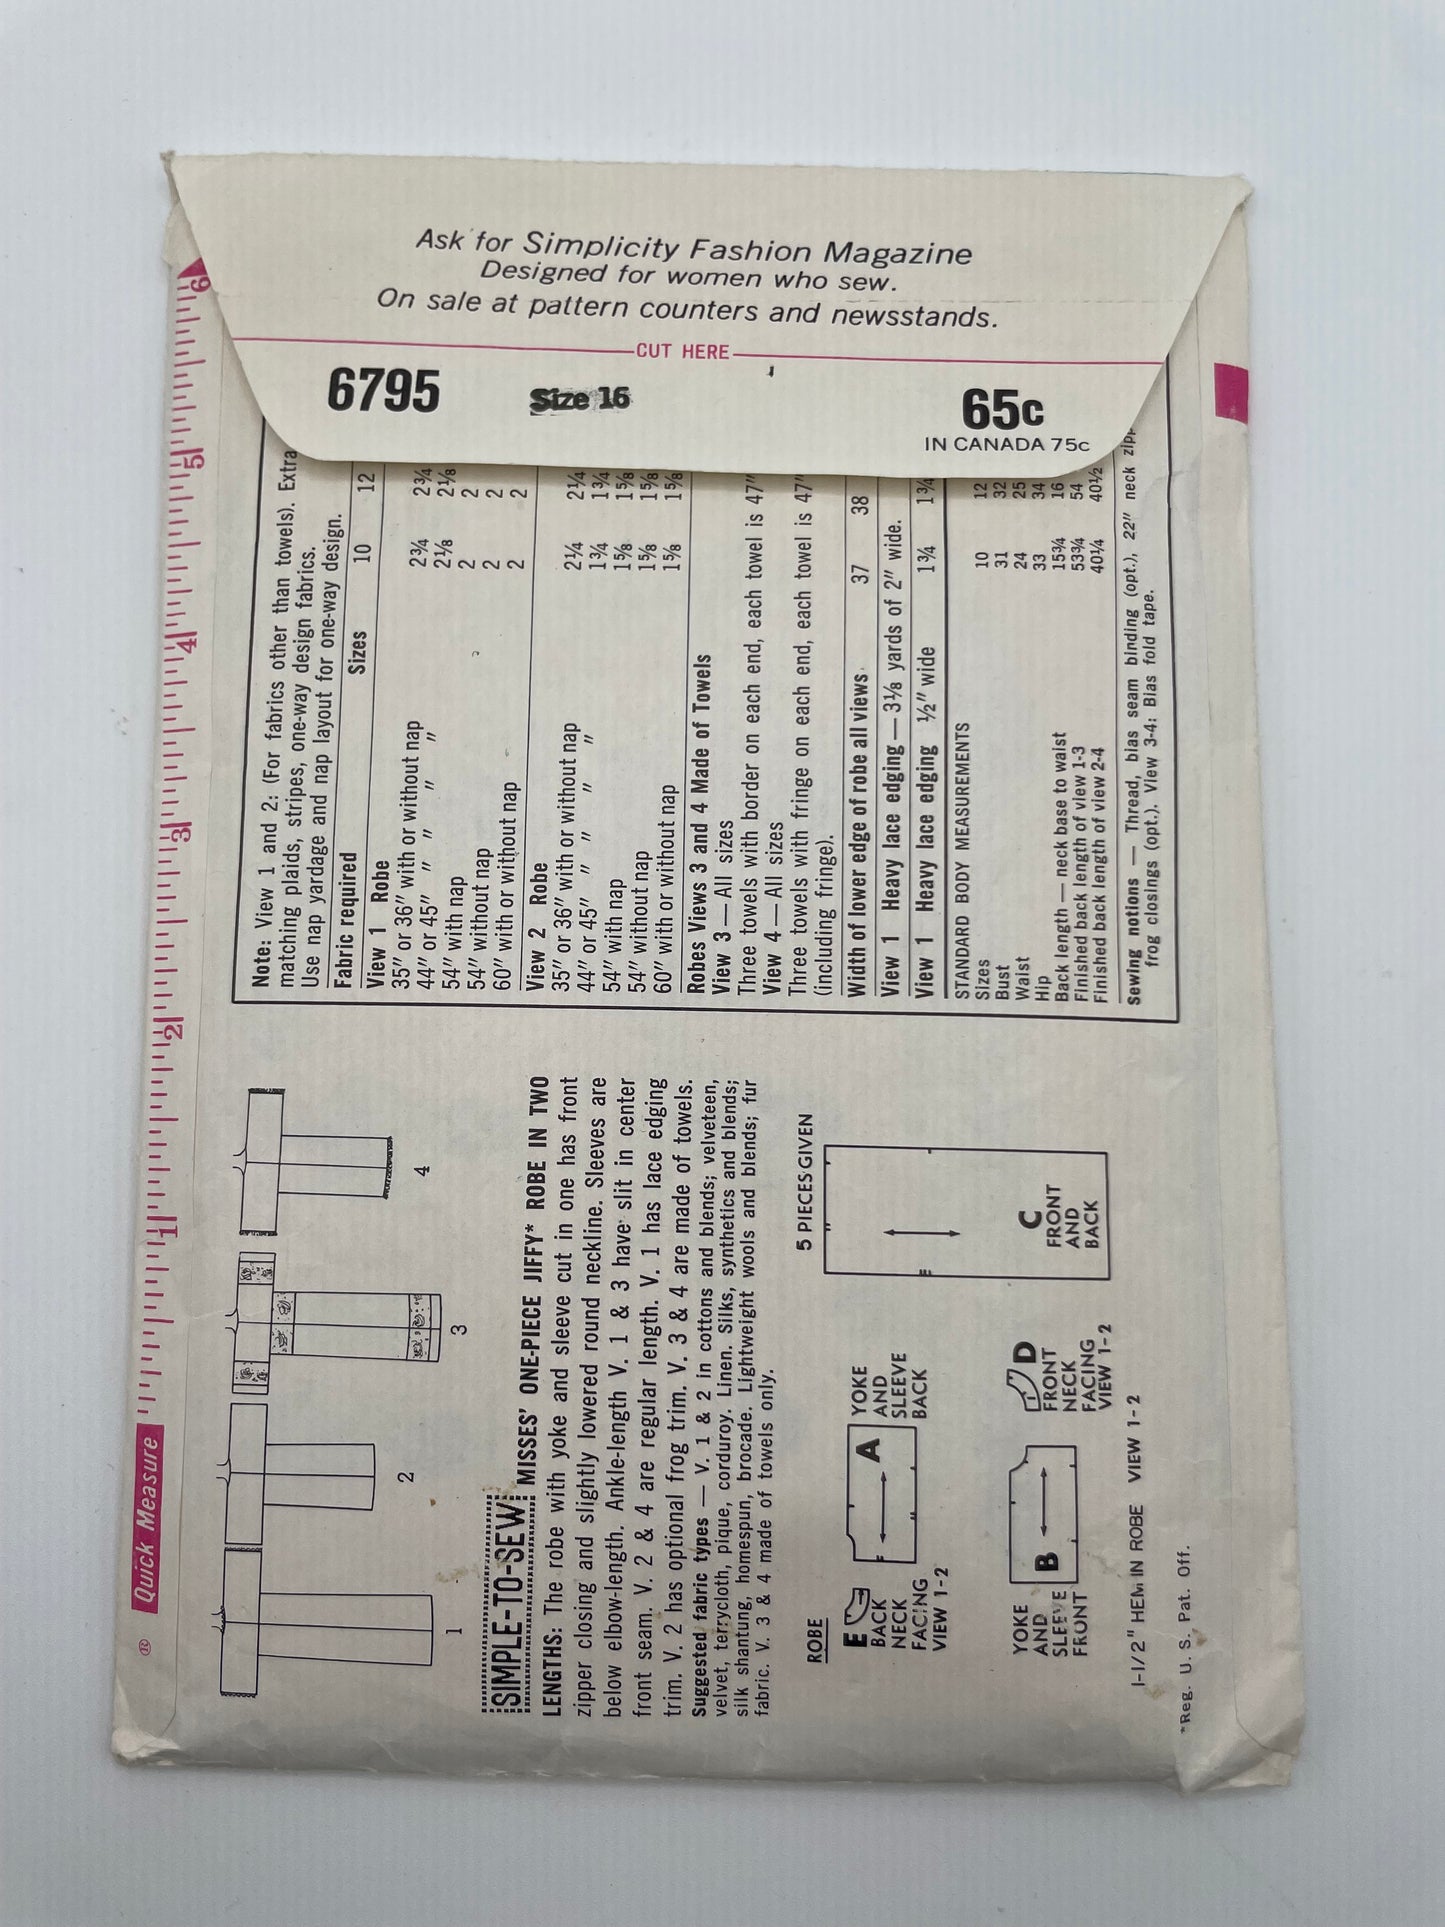 Ask for Simplicity Fashion Magazine
Designed for women who sew.
On sale at pattern counters and newsstands.
CUT HERE
6795 Size 16 65c
IN CANADA 75c
® Quick Measure 1 2 3 4 5 6
1 2 3 4
SIMPLE-TO-SEW MISSES' ONE-PIECE JIFFY* ROBE IN TWO
LENGTHS: The robe with yoke and sleeve cut in one has front
zipper closing and slightly lowered round neckline. Sleeves are
below elbow-length. Ankle-length V. 1 & 3 have slit in center
front seam. V. 2 & 4 are regular length. V. 1 has lace edging
trim. V. 2 has optional frog trim. V. 3 & 4 are made of towels.
Suggested fabric types — V. 1 & 2 in cottons and blends; velveteen,
velvet, terrycloth, pique, corduroy. Linen. Silks, synthetics and blends;
silk shantung, homespun, brocade. Lightweight wools and blends; fur
fabric. V. 3 & 4 made of towels only.
5 PIECES GIVEN
ROBE
E
BACK
NECK
FACING
VIEW 1-2
A
YOKE
AND
SLEEVE
BACK
C
FRONT
AND
BACK
YOKE
AND
SLEEVE
FRONT
B
D
FRONT
NECK
FACING
VIEW 1-2
1-1/2" HEM IN ROBE VIEW 1-2
*Reg. U. S. Pat. Off.
Note: View 1 and 2: (For fabrics other than towels). Extra
matching plaids, stripes, one-way design fabrics.
Use nap yardage and nap layout for one-way design.
Fabric required Sizes 10 12
View 1 Robe
35" or 36" with or without nap 2¾ 2¾
44" or 45" " " " " 2⅛ 2⅛
54" with nap 2 2
54" without nap 2 2
60" with or without nap 2 2
View 2 Robe
35" or 36" with or without nap 2¼ 2¼
44" or 45" " " " 1¾ 1¾
54" with nap 1⅝ 1⅝
54" without nap 1⅝ 1⅝
60" with or without nap 1⅝ 1⅝
Robes Views 3 and 4 Made of Towels
View 3 — All sizes
Three towels with border on each end, each towel is 47"
View 4 — All sizes
Three towels with fringe on each end, each towel is 47"
(including fringe).
Width of lower edge of robe all views 37 38
View 1 Heavy lace edging — 3⅛ yards of 2" wide.
View 1 Heavy lace edging ½" wide 1¾ 1¾
STANDARD BODY MEASUREMENTS
Sizes 10 12
Bust 31 32
Waist 24 25
Hip 33 34
Back length — neck base to waist 15¾ 16
Finished back length of view 1-3 53¾ 54
Finished back length of view 2-4 40¼ 40½
Sewing notions — Thread, bias seam binding (opt.), 22" neck
frog closings (opt.). View 3-4: Bias fold tape.